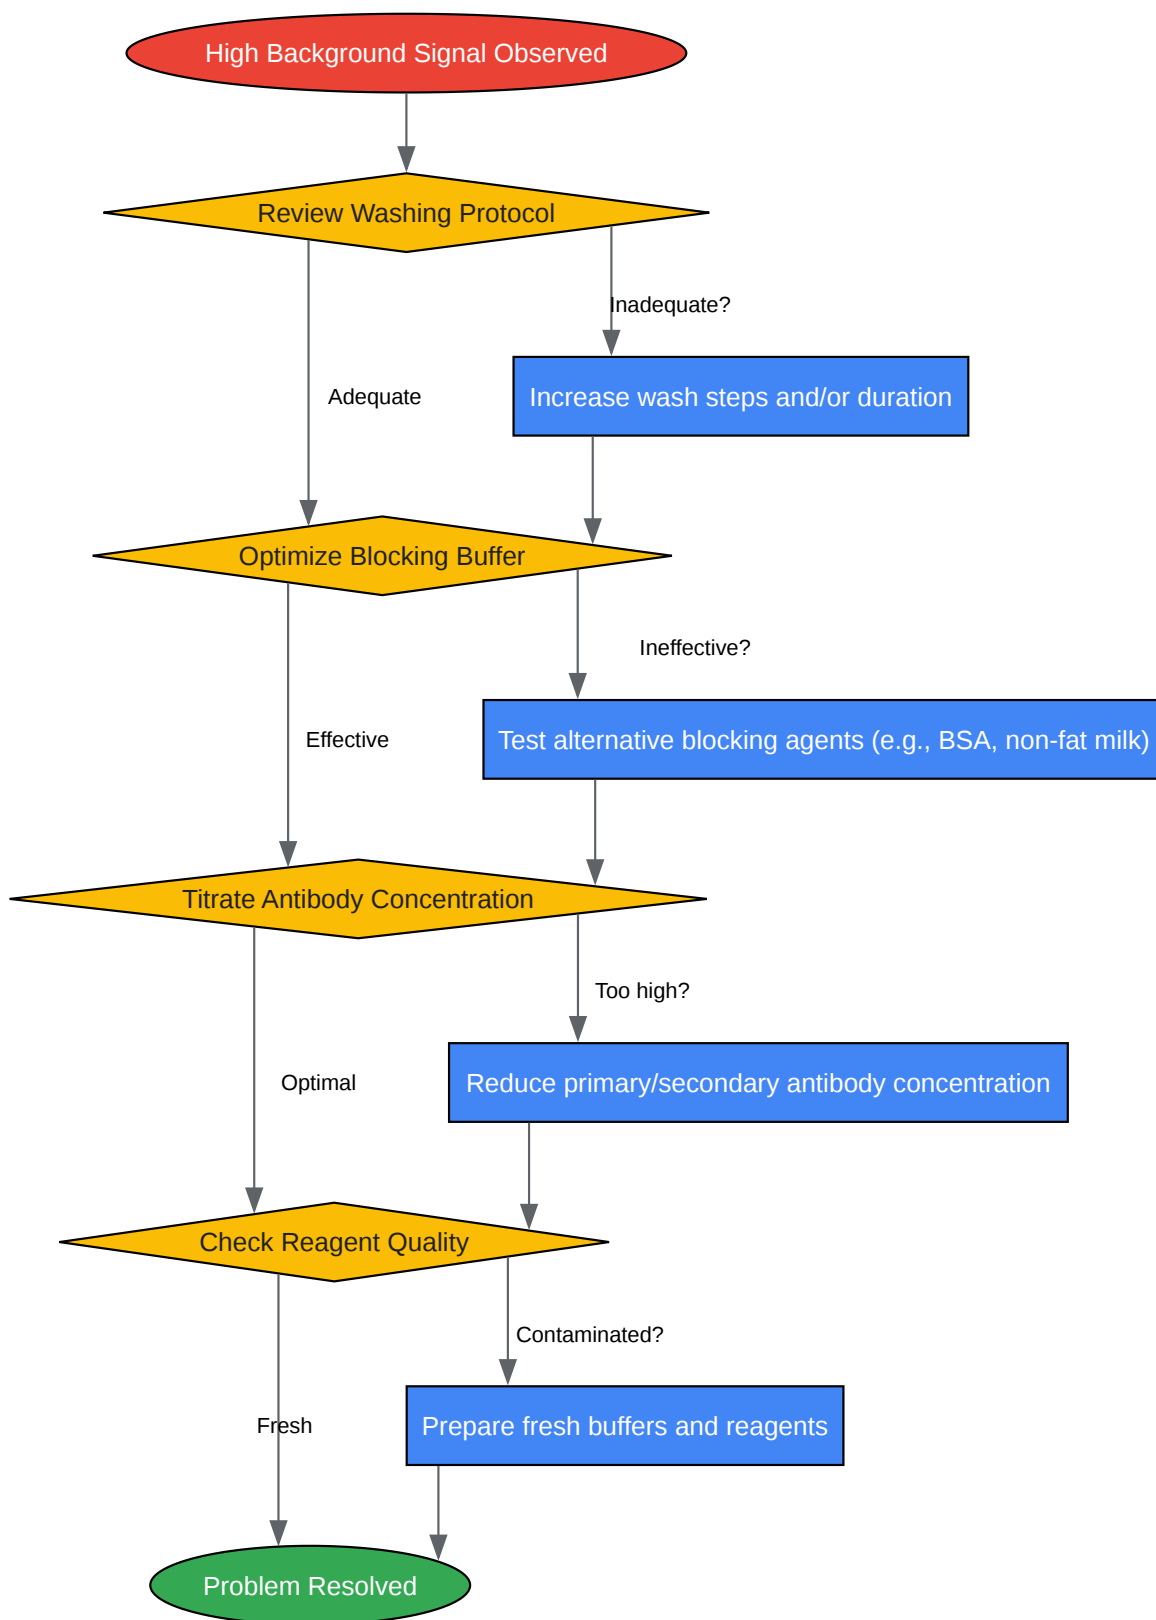 High Background Signal Observed
Review Washing Protocol
Inadequate?
Adequate
Increase wash steps and/or duration
Optimize Blocking Buffer
Ineffective?
Effective
Test alternative blocking agents (e.g., BSA, non-fat milk)
Titrate Antibody Concentration
Too high?
Optimal
Reduce primary/secondary antibody concentration
Check Reagent Quality
Contaminated?
Fresh
Prepare fresh buffers and reagents
Problem Resolved